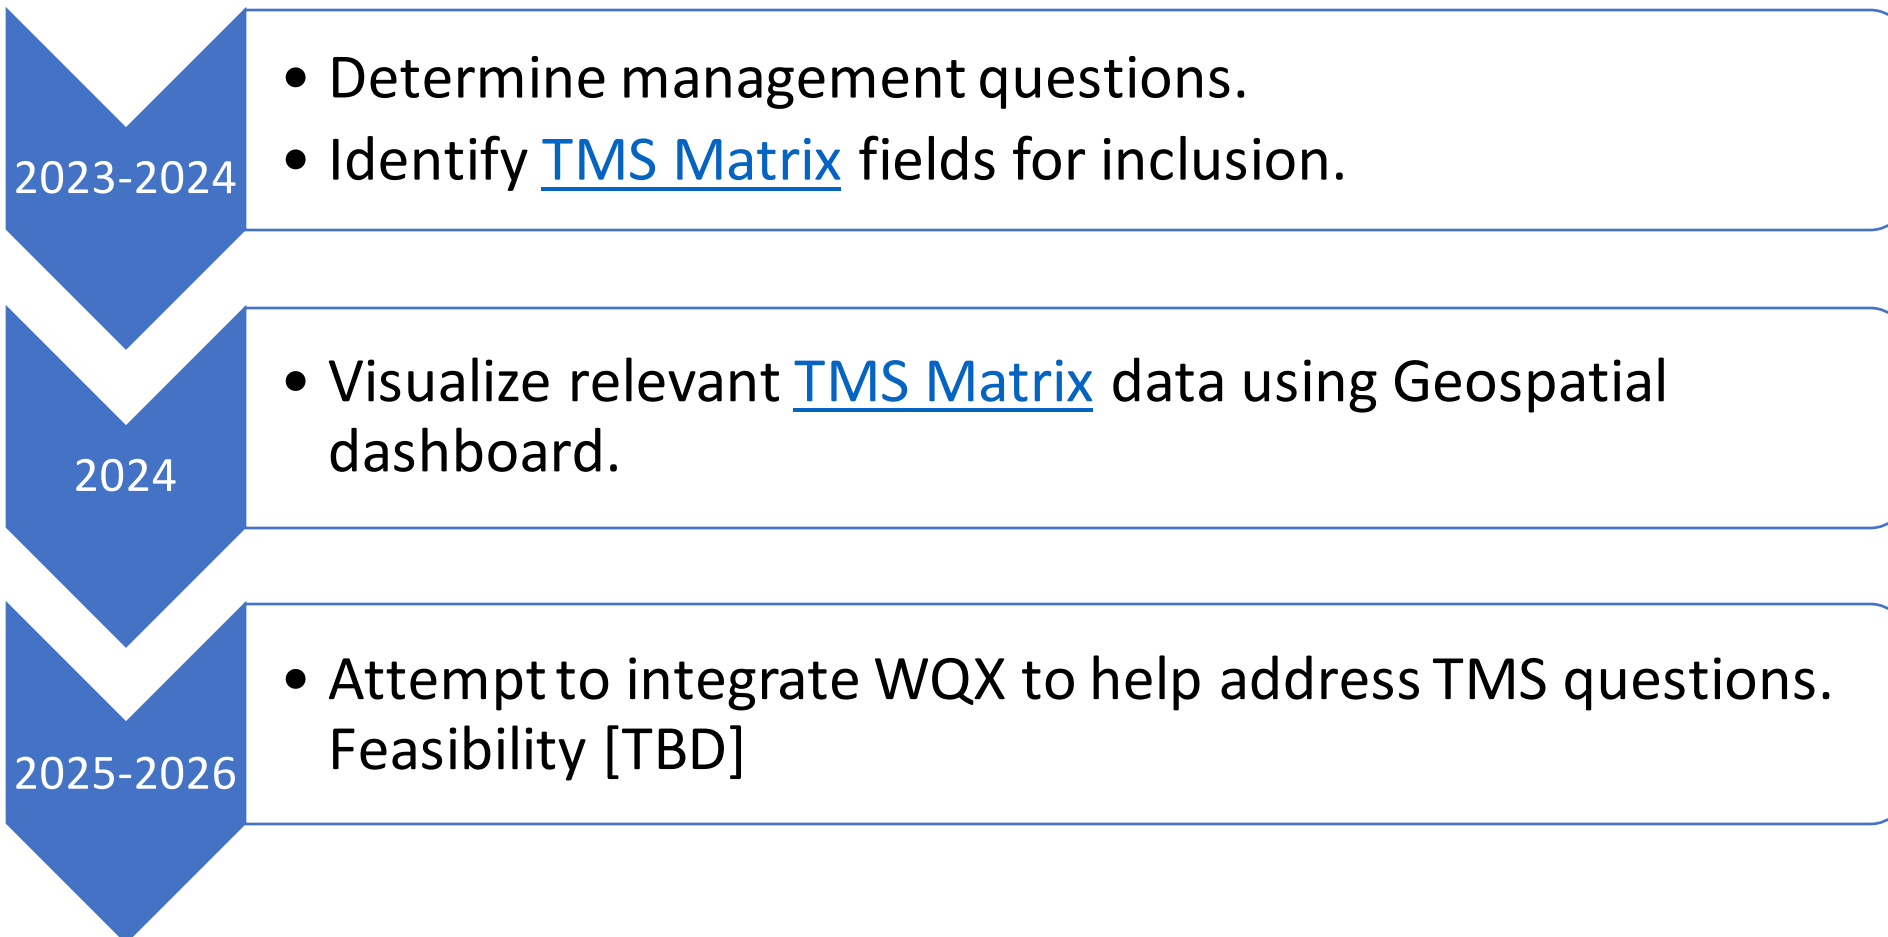 2023-2024
• Determine management questions.
• Identify TMS Matrix fields for inclusion.
2024
• Visualize relevant TMS Matrix data using Geospatial
dashboard.
2025-2026
• Attempt to integrate WQX to help address TMS questions.
Feasibility [TBD]